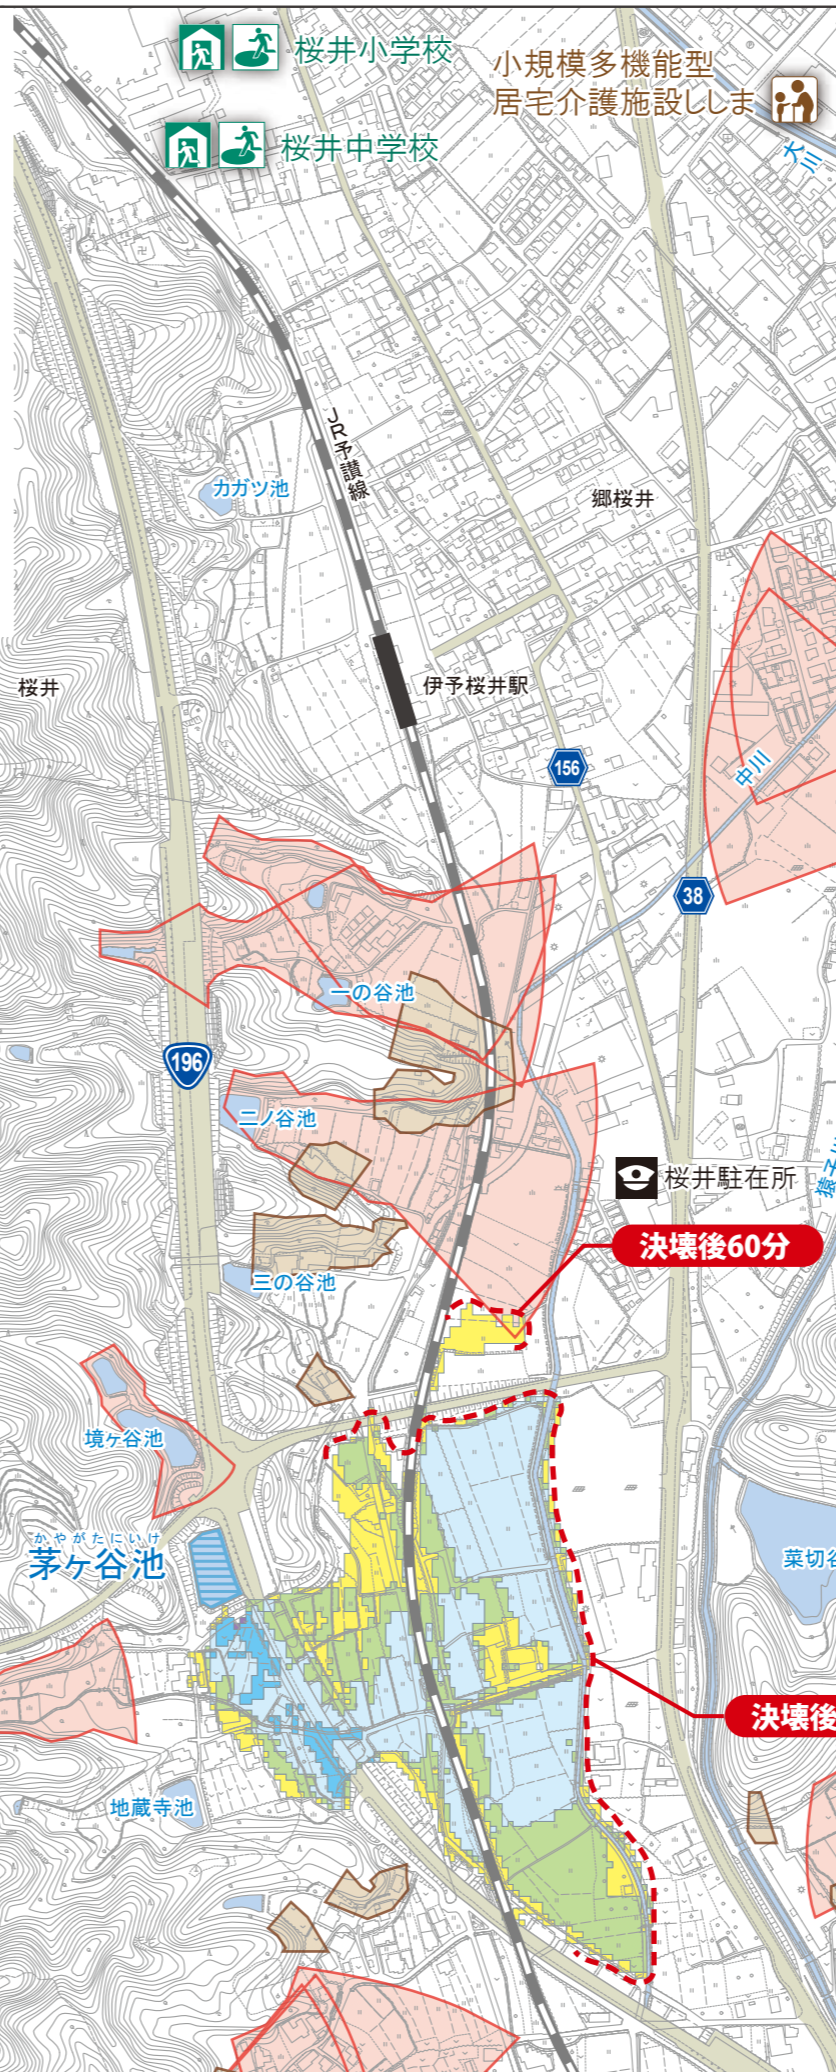 桜井小学校
小規模多機能型
居宅介護施設ししま
桜井中学校
大川
JR予讃線
カガツ池
郷桜井
桜井
伊予桜井駅
156
中川
38
一の谷池
196
二ノ谷池
桜井駐在所
猿子川
決壊後60分
三の谷池
境ヶ谷池
かやがたにいけ
茅ヶ谷池
菜切谷
決壊後
地蔵寺池